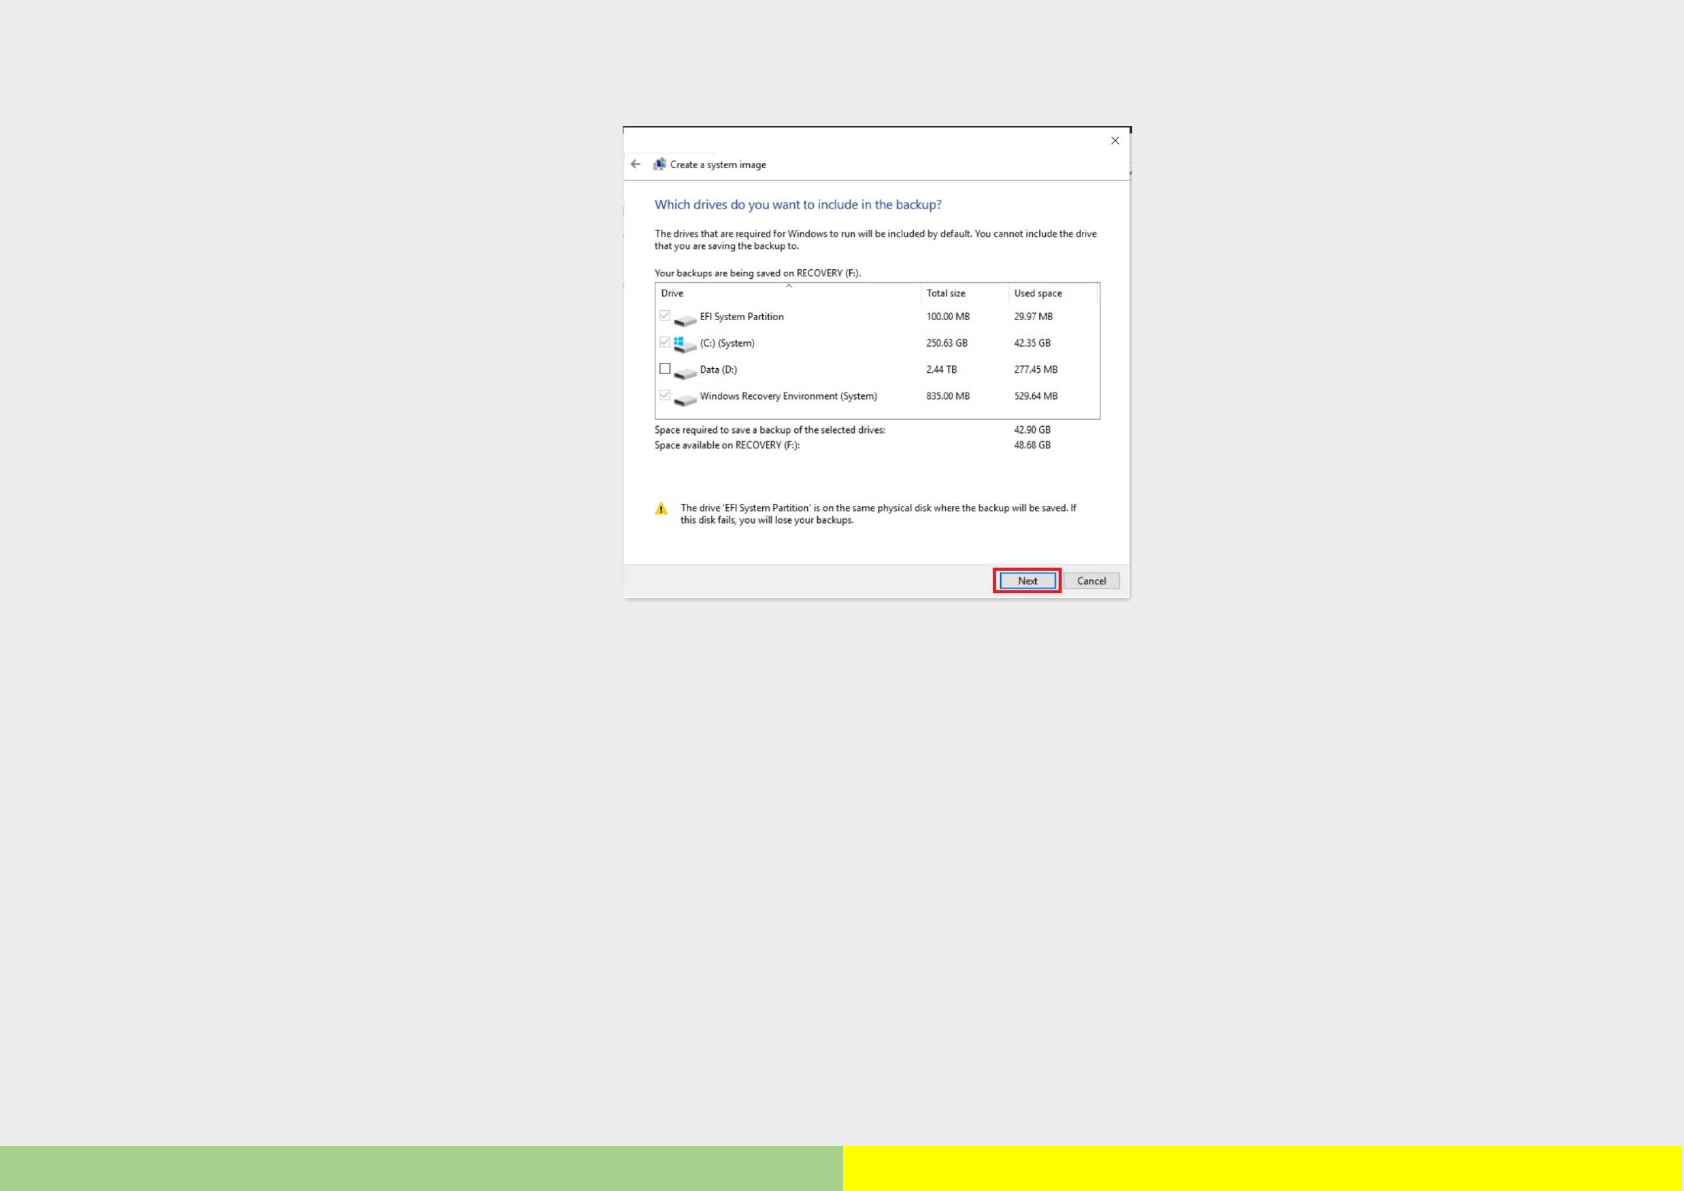 Create a system image
Which drives do you want to include in the backup?
The drives that are required for Windows to run will be included by default. You cannot include the drive
that you are saving the backup to.
Your backups are being saved on RECOVERY (F:).
Drive Total size Used space
EFI System Partition 100.00 MB 29.97 MB
(C:) (System) 250.63 GB 42.35 GB
Data (D:) 2.44 TB 277.45 MB
Windows Recovery Environment (System) 835.00 MB 529.64 MB
Space required to save a backup of the selected drives: 42.90 GB
Space available on RECOVERY (F:): 48.68 GB
The drive 'EFI System Partition' is on the same physical disk where the backup will be saved. If
this disk fails, you will lose your backups.
Next Cancel